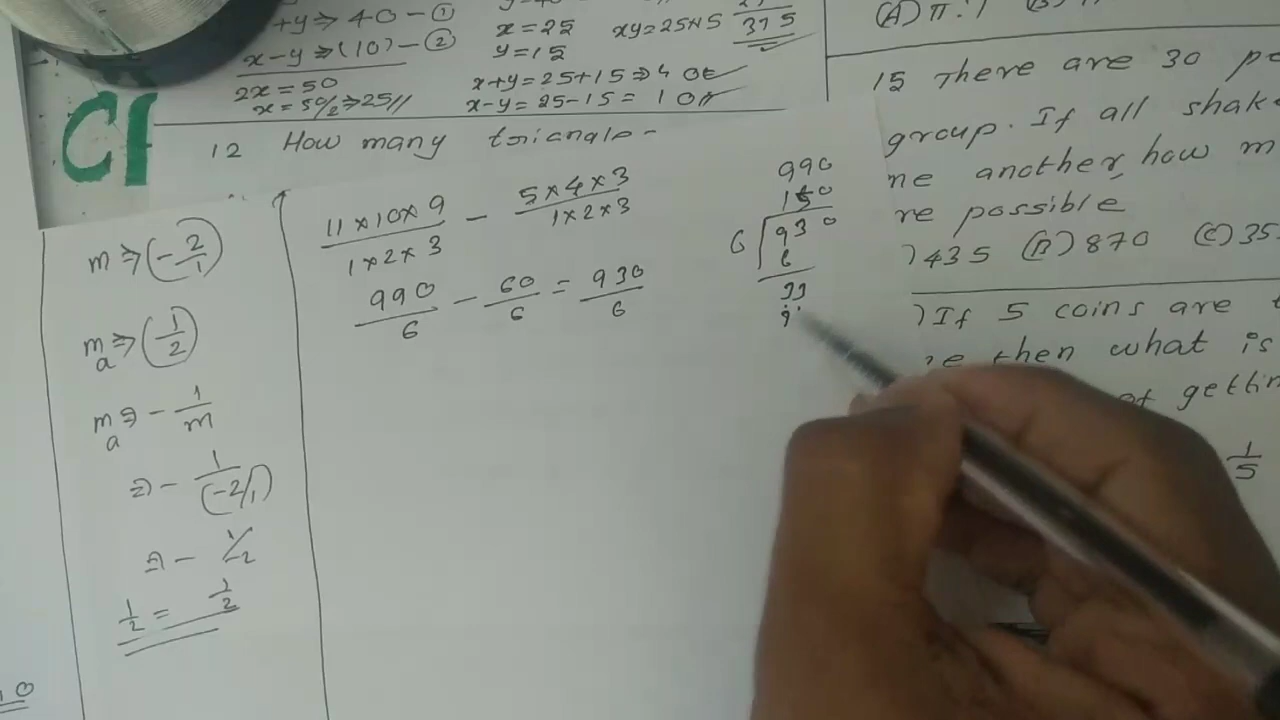 +y ⇒ 40 - ①
x-y ⇒ (10) - ②
2x = 50
x = 50/2 ⇒ 25//
x = 25
y = 15
xy = 25×15
375
x+y = 25+15 ⇒ 40
x-y = 25-15 = 10
12 How many triangle -
m ⇒ (-2/1)
ma ⇒ (1/2)
ma ⇒ - 1/m
⇒ - 1/(-2/1)
⇒ - 1/2
1/2 = 1/2
11×10×9 / 1×2×3 - 5×4×3 / 1×2×3
990/6 - 60/6 = 930/6
990
150
6 930
6
33
15 There are 30 pe
group. If all shak
ne another, how m
re possible
)435 (B) 870 (C) 35
)If 5 coins are t
then what is
of gettin
1/5
10